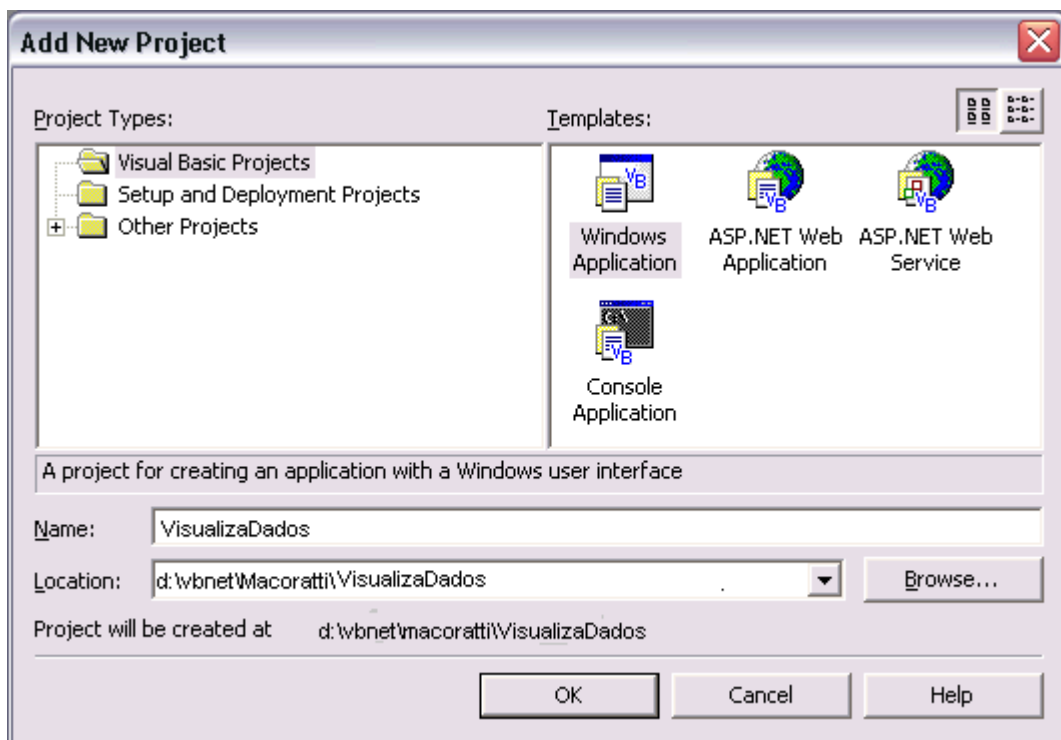 Add New Project
Project Types:
Templates:
Visual Basic Projects
Setup and Deployment Projects
Other Projects
Windows
Application
ASP.NET Web
Application
ASP.NET Web
Service
Console
Application
A project for creating an application with a Windows user interface
Name:
VisualizaDados
Location:
d:\vbnet\Macoratti\VisualizaDados
Browse...
Project will be created at d:\vbnet\macoratti\VisualizaDados
OK
Cancel
Help